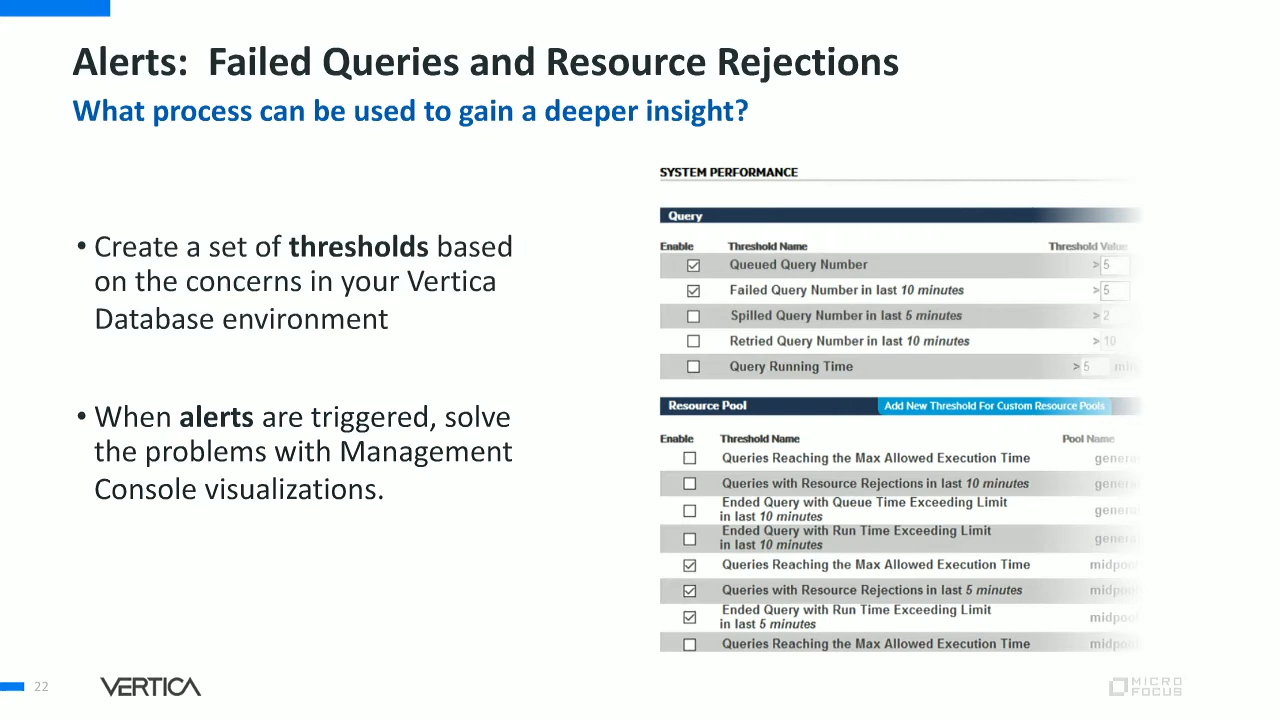 Alerts:  Failed Queries and Resource Rejections
What process can be used to gain a deeper insight?
• Create a set of thresholds based
on the concerns in your Vertica
Database environment
• When alerts are triggered, solve
the problems with Management
Console visualizations.
SYSTEM PERFORMANCE
Query
Enable Threshold Name Threshold Value
Queued Query Number > 5
Failed Query Number in last 10 minutes > 5
Spilled Query Number in last 5 minutes > 2
Retried Query Number in last 10 minutes > 10
Query Running Time > 5
Resource Pool Add New Threshold For Custom Resource Pools
Enable Threshold Name Pool Name
Queries Reaching the Max Allowed Execution Time
Queries with Resource Rejections in last 10 minutes
Ended Query with Queue Time Exceeding Limit
in last 10 minutes
Ended Query with Run Time Exceeding Limit
in last 10 minutes
Queries Reaching the Max Allowed Execution Time midpool
Queries with Resource Rejections in last 5 minutes midpool
Ended Query with Run Time Exceeding Limit
in last 5 minutes midpool
Queries Reaching the Max Allowed Execution Time midpool
22
VERTICA
MICRO
FOCUS